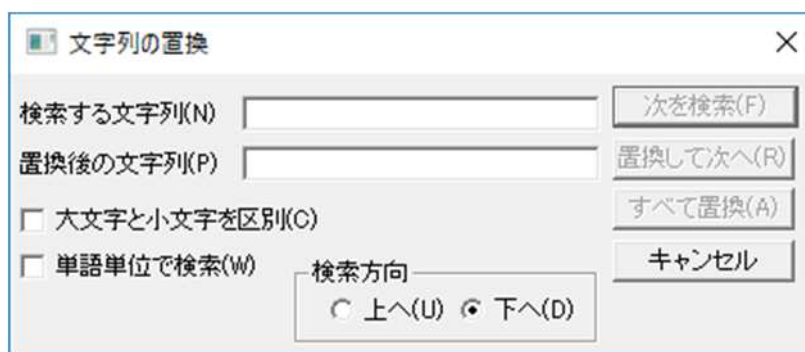 文字列の置換
検索する文字列(N)
次を検索(F)
置換後の文字列(P)
置換して次へ(R)
すべて置換(A)
大文字と小文字を区別(C)
単語単位で検索(W)
キャンセル
検索方向
上へ(U) 下へ(D)